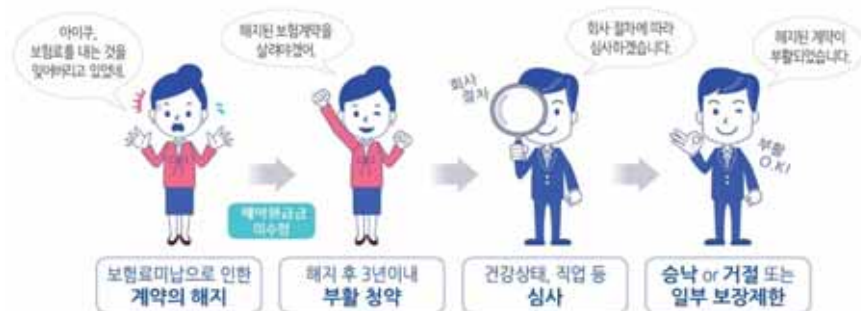 아이쿠,
보험료를 내는 것을
잊어버리고 있었네.
해지된 보험계약을
살려야겠어.
회사 절차에 따라
심사하겠습니다.
해지된 계약이
부활되었습니다.
회사
절차
부활
O.K!
해약환급금
미수령
보험료미납으로 인한
계약의 해지
해지 후 3년이내
부활 청약
건강상태, 직업 등
심사
승낙 or 거절 또는
일부 보장제한